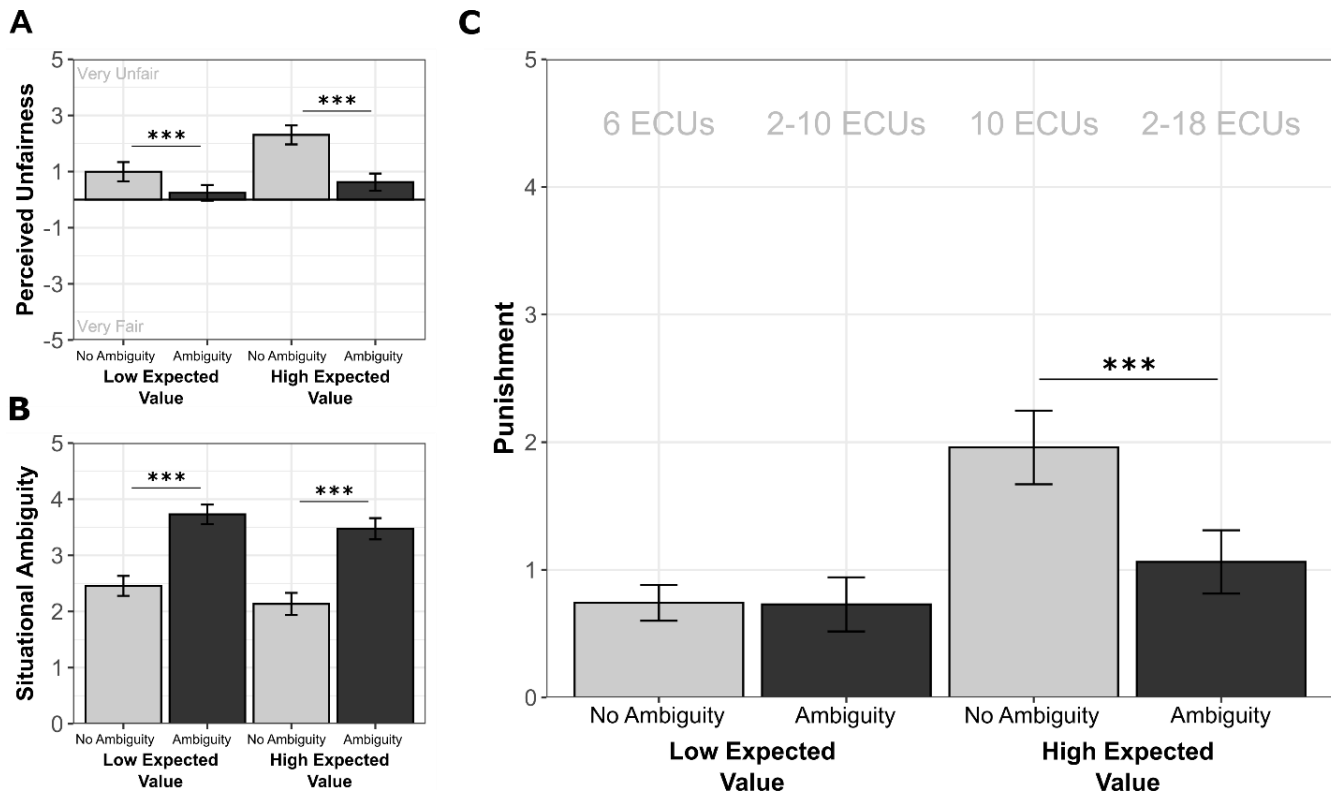 A
Perceived Unfairness
5
3
1
-1
-3
-5
Very Unfair
***
***
Very Fair
No Ambiguity Ambiguity No Ambiguity Ambiguity
Low Expected High Expected
Value Value
B
Situational Ambiguity
5
4
3
2
1
0
***
***
No Ambiguity Ambiguity No Ambiguity Ambiguity
Low Expected High Expected
Value Value
C
Punishment
5
4
3
2
1
0
6 ECUs 2-10 ECUs 10 ECUs 2-18 ECUs
***
No Ambiguity Ambiguity No Ambiguity Ambiguity
Low Expected High Expected
Value Value